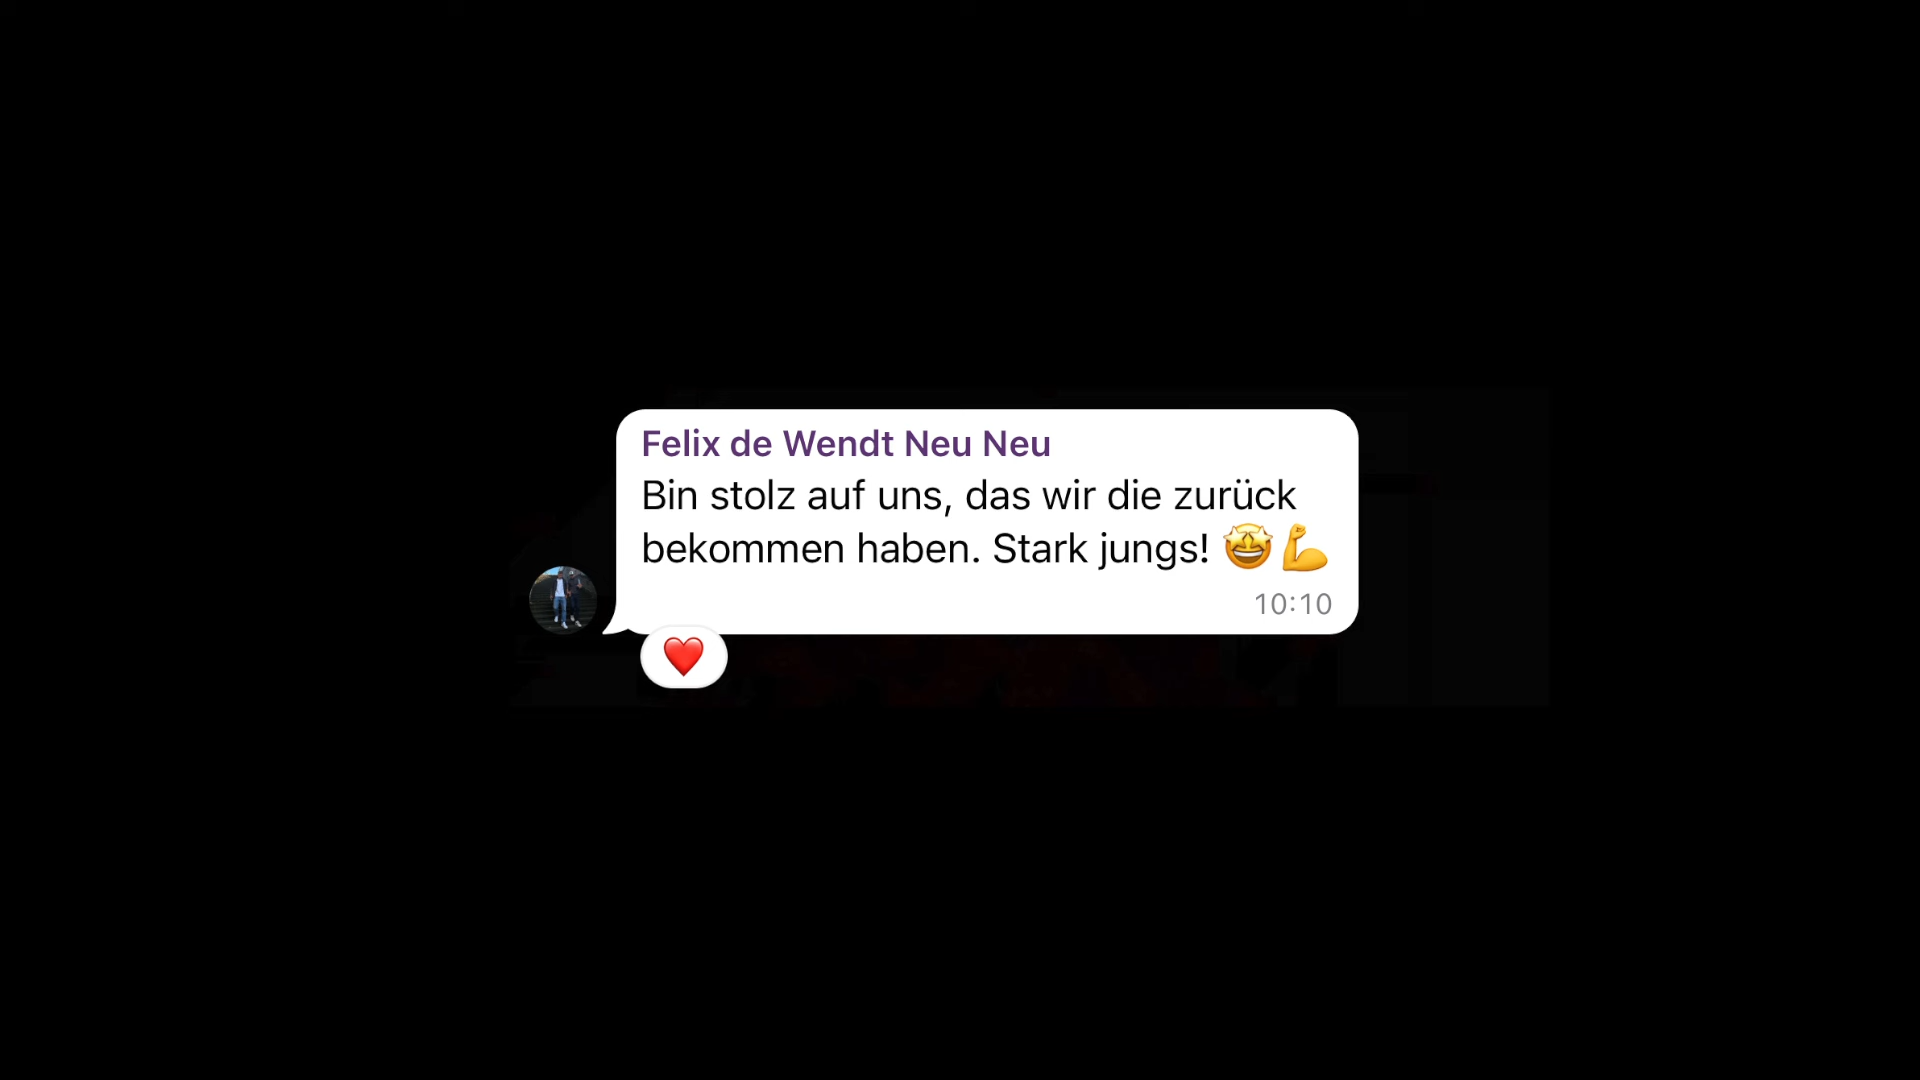 Felix de Wendt Neu Neu
Bin stolz auf uns, das wir die zurück
bekommen haben. Stark jungs! 🤩💪
10:10
❤️